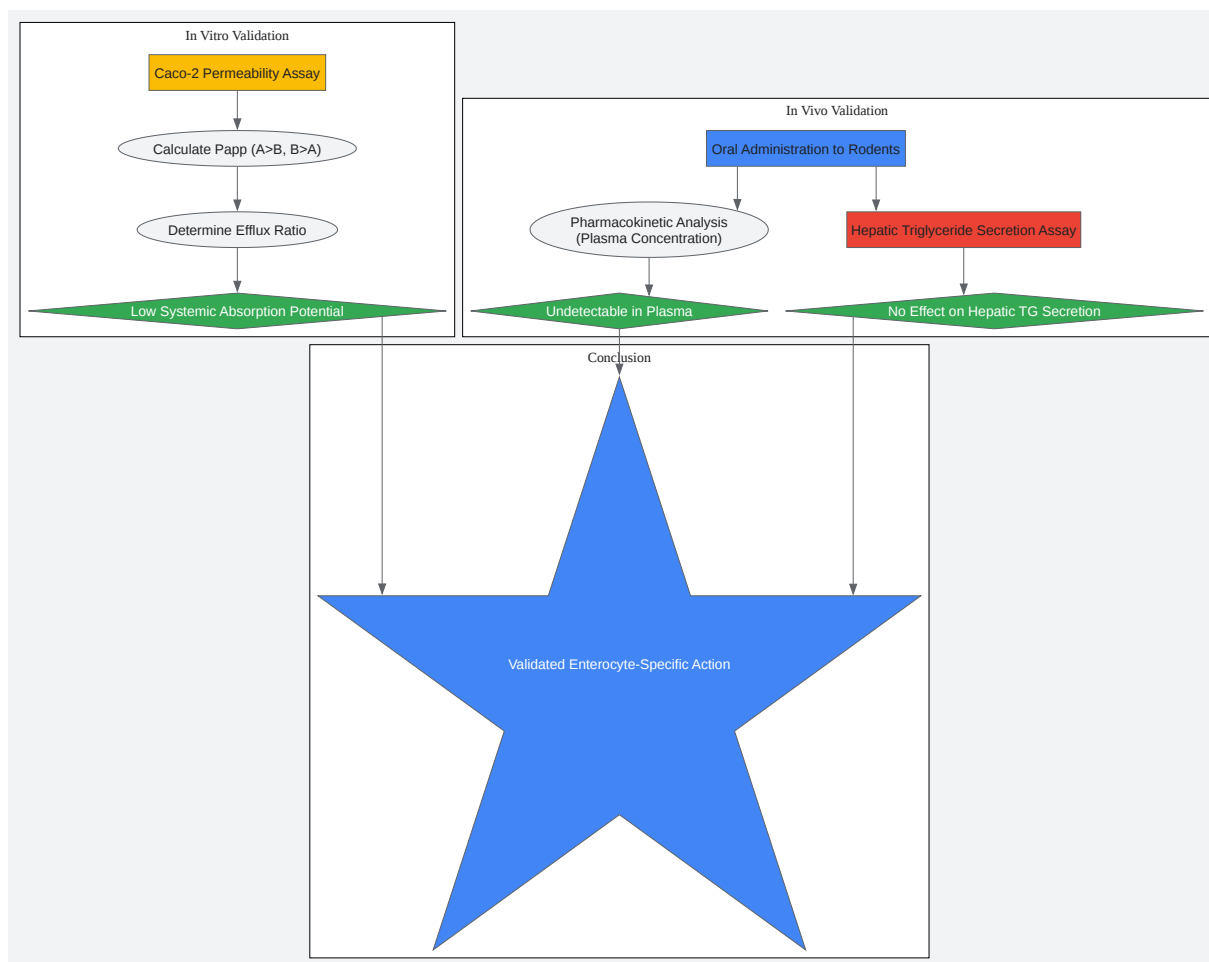 In Vitro Validation
Caco-2 Permeability Assay
Calculate Papp (A>B, B>A)
Determine Efflux Ratio
Low Systemic Absorption Potential
In Vivo Validation
Oral Administration to Rodents
Pharmacokinetic Analysis
(Plasma Concentration)
Hepatic Triglyceride Secretion Assay
Undetectable in Plasma
No Effect on Hepatic TG Secretion
Conclusion
Validated Enterocyte-Specific Action